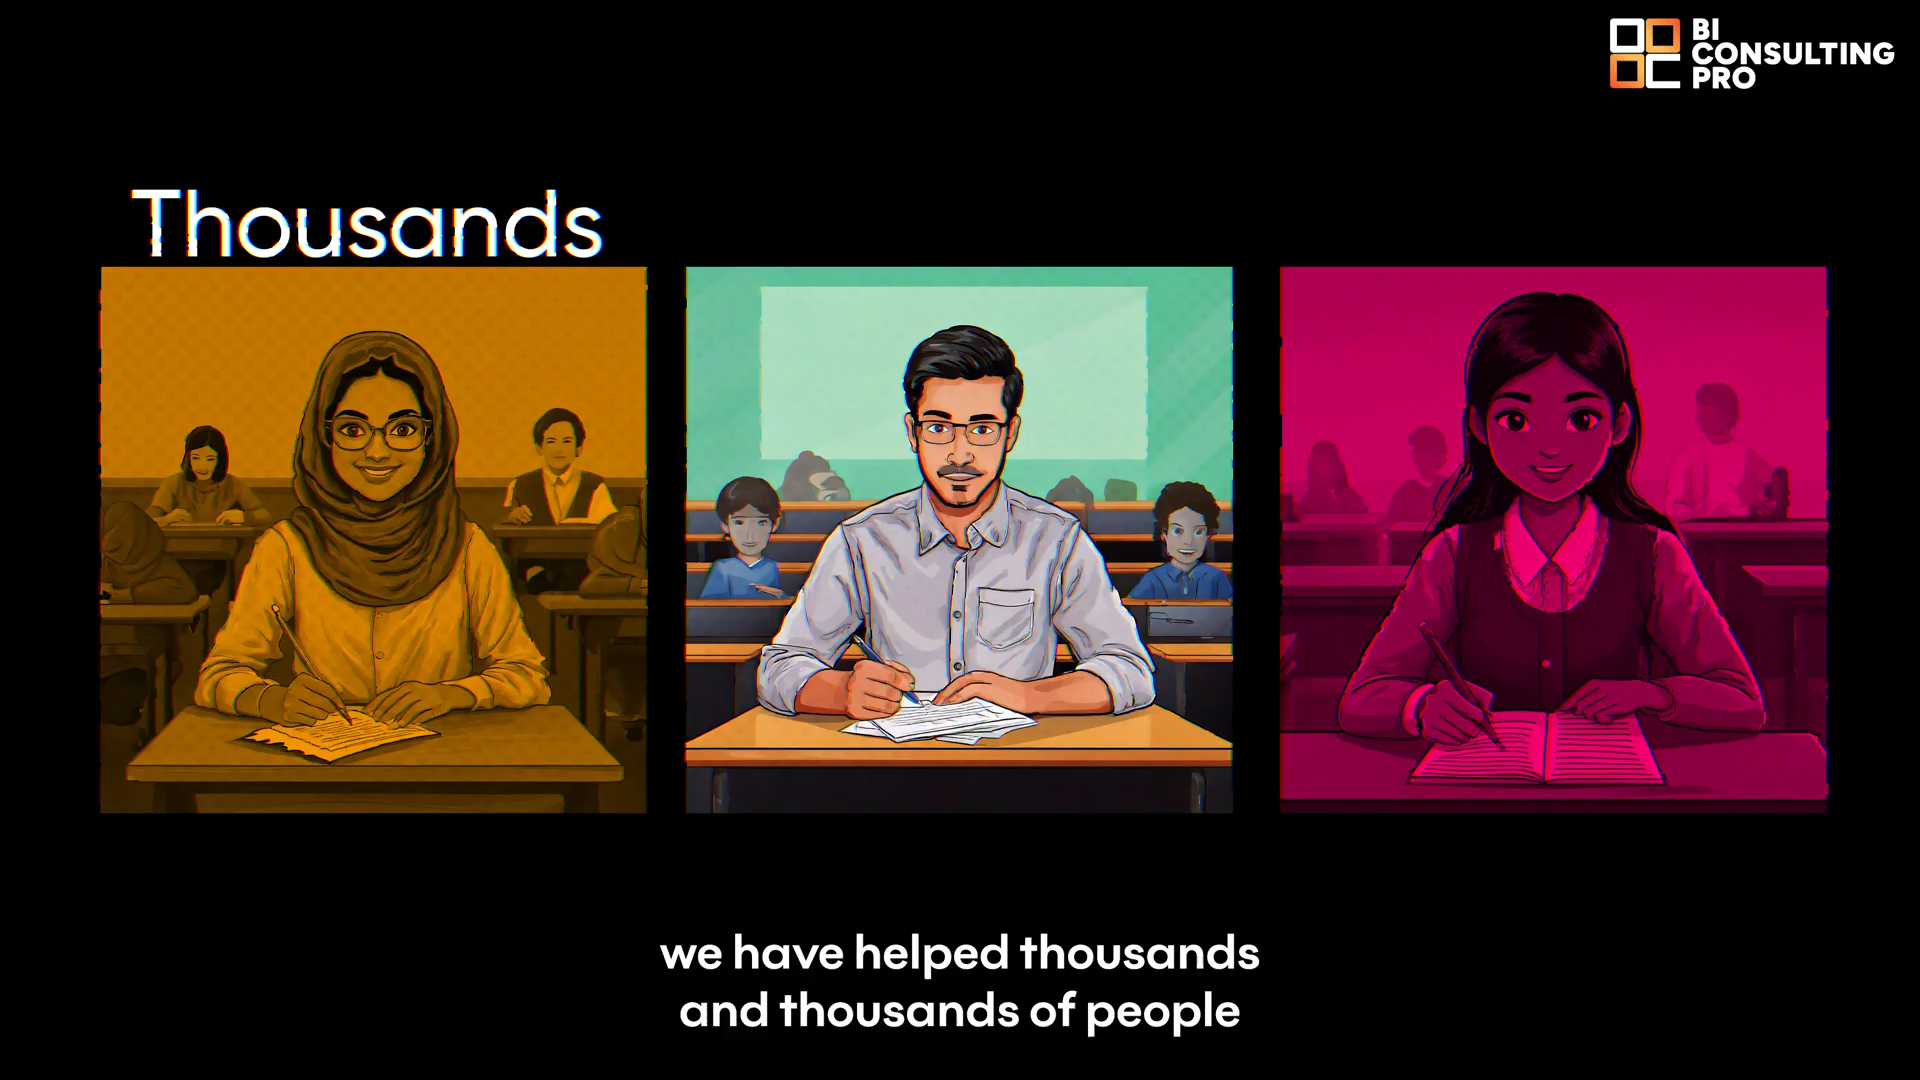 BI
CONSULTING
PRO
Thousands
we have helped thousands
and thousands of people